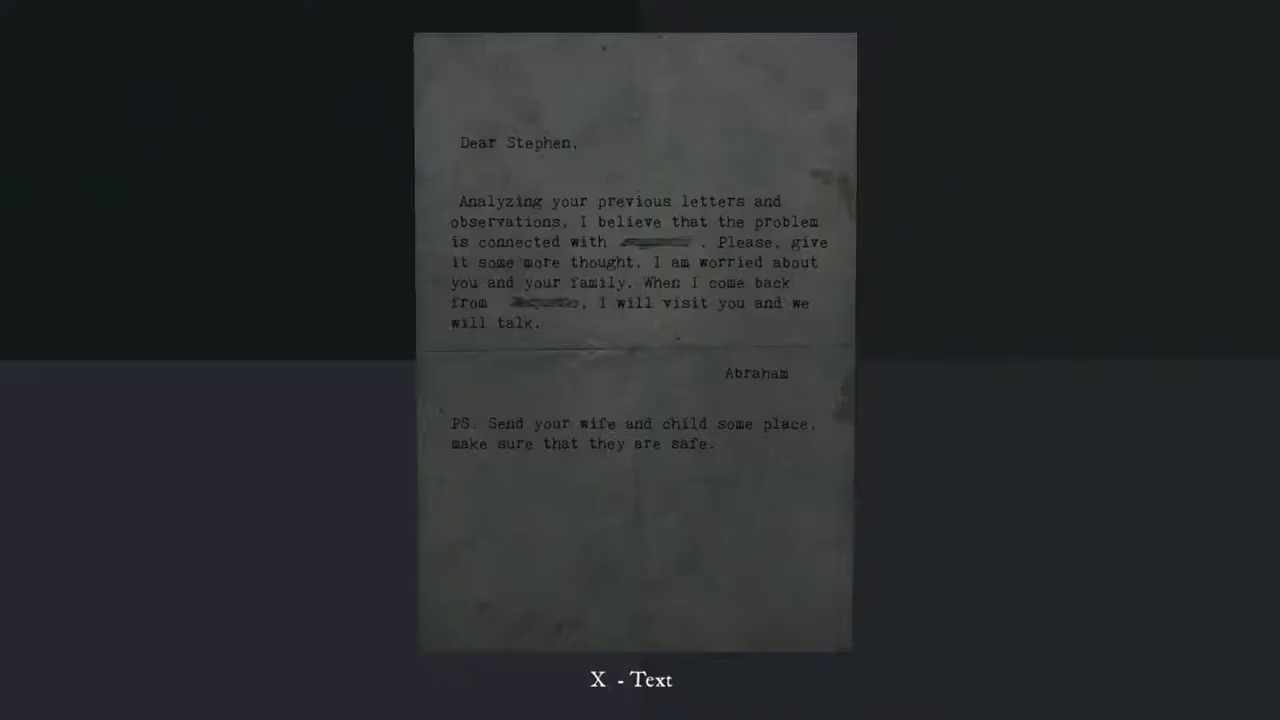 Dear Stephen,
Analyzing your previous letters and
observations, I believe that the problem
is connected with . Please, give
it some more thought. I am worried about
you and your family. When I come back
from , I will visit you and we
will talk.
Abraham
PS. Send your wife and child some place,
make sure that they are safe.
X - Text